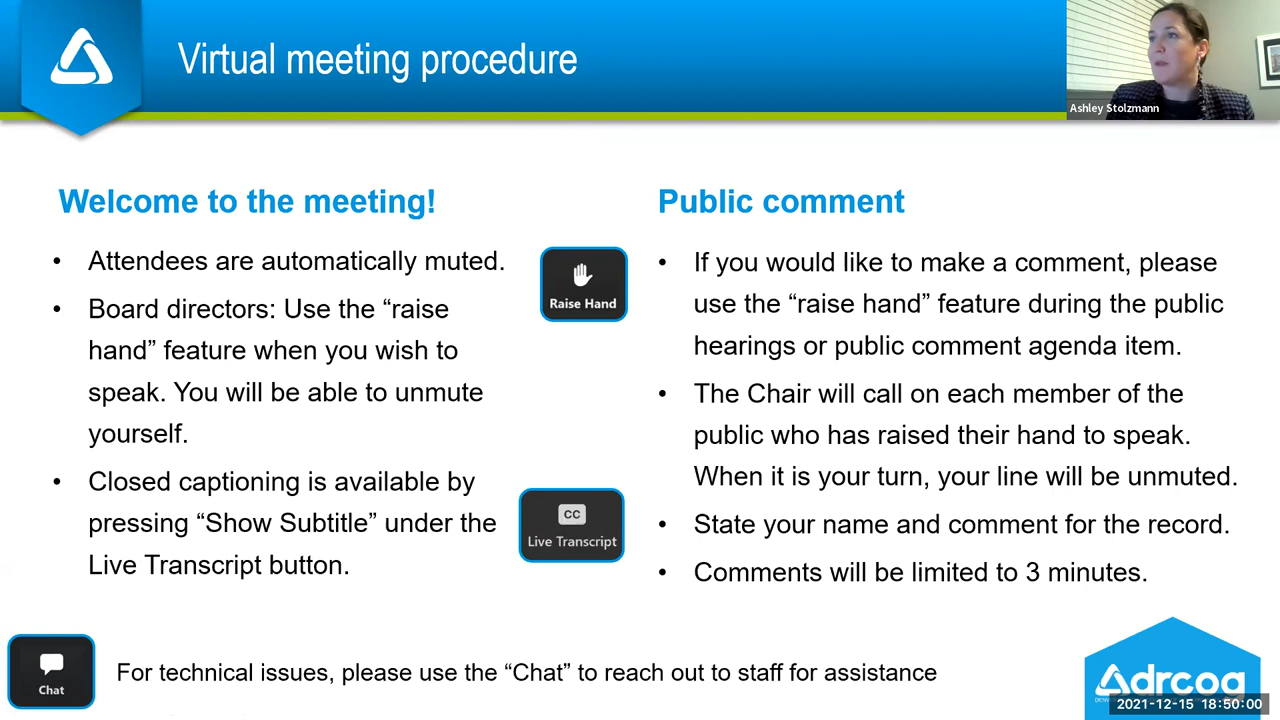 Virtual meeting procedure
Ashley Stolzmann
Welcome to the meeting!
• Attendees are automatically muted.
• Board directors: Use the “raise
hand” feature when you wish to
speak. You will be able to unmute
yourself.
• Closed captioning is available by
pressing “Show Subtitle” under the
Live Transcript button.
Raise Hand
CC
Live Transcript
Public comment
• If you would like to make a comment, please
use the “raise hand” feature during the public
hearings or public comment agenda item.
• The Chair will call on each member of the
public who has raised their hand to speak.
When it is your turn, your line will be unmuted.
• State your name and comment for the record.
• Comments will be limited to 3 minutes.
Chat
For technical issues, please use the “Chat” to reach out to staff for assistance
drcog
2021-12-15 18:50:00